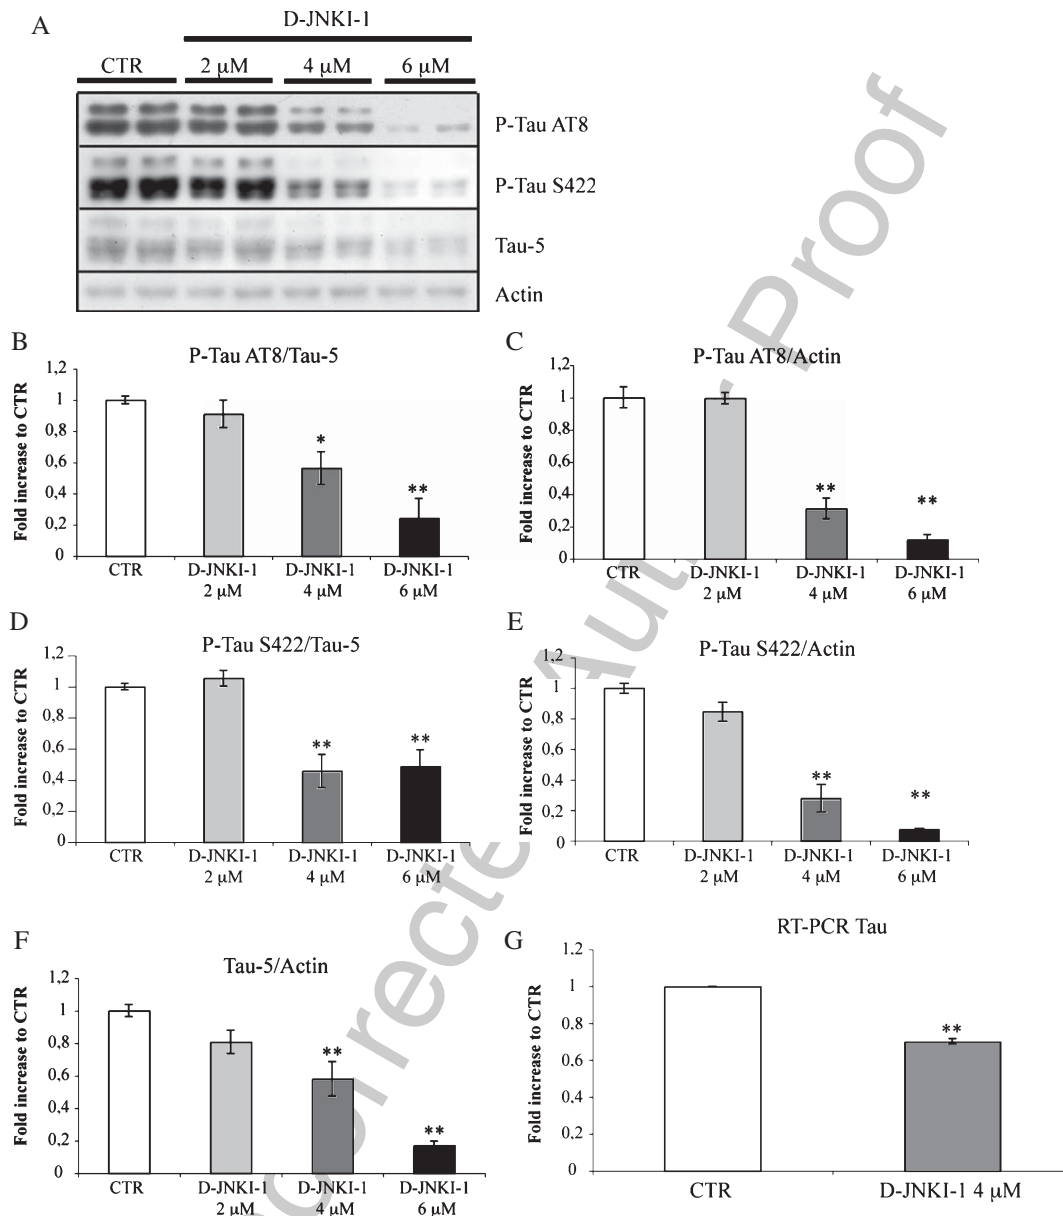 A
D-JNKI-1
CTR 2 μM 4 μM 6 μM
P-Tau AT8
P-Tau S422
Tau-5
Actin
B
P-Tau AT8/Tau-5
Fold increase to CTR
1,2
1
0,8
0,6
0,4
0,2
0
*
**
CTR D-JNKI-1 D-JNKI-1 D-JNKI-1
2 μM 4 μM 6 μM
C
P-Tau AT8/Actin
Fold increase to CTR
1,2
1
0,8
0,6
0,4
0,2
0
**
**
CTR D-JNKI-1 D-JNKI-1 D-JNKI-1
2 μM 4 μM 6 μM
D
P-Tau S422/Tau-5
Fold increase to CTR
1,2
1
0,8
0,6
0,4
0,2
0
**
**
CTR D-JNKI-1 D-JNKI-1 D-JNKI-1
2 μM 4 μM 6 μM
E
P-Tau S422/Actin
Fold increase to CTR
1,2
1
0,8
0,6
0,4
0,2
0
**
**
CTR D-JNKI-1 D-JNKI-1 D-JNKI-1
2 μM 4 μM 6 μM
F
Tau-5/Actin
Fold increase to CTR
1,2
1
0,8
0,6
0,4
0,2
0
**
**
CTR D-JNKI-1 D-JNKI-1 D-JNKI-1
2 μM 4 μM 6 μM
G
RT-PCR Tau
Fold increase to CTR
1,2
1
0,8
0,6
0,4
0,2
0
**
CTR D-JNKI-1 4 μM
Proof